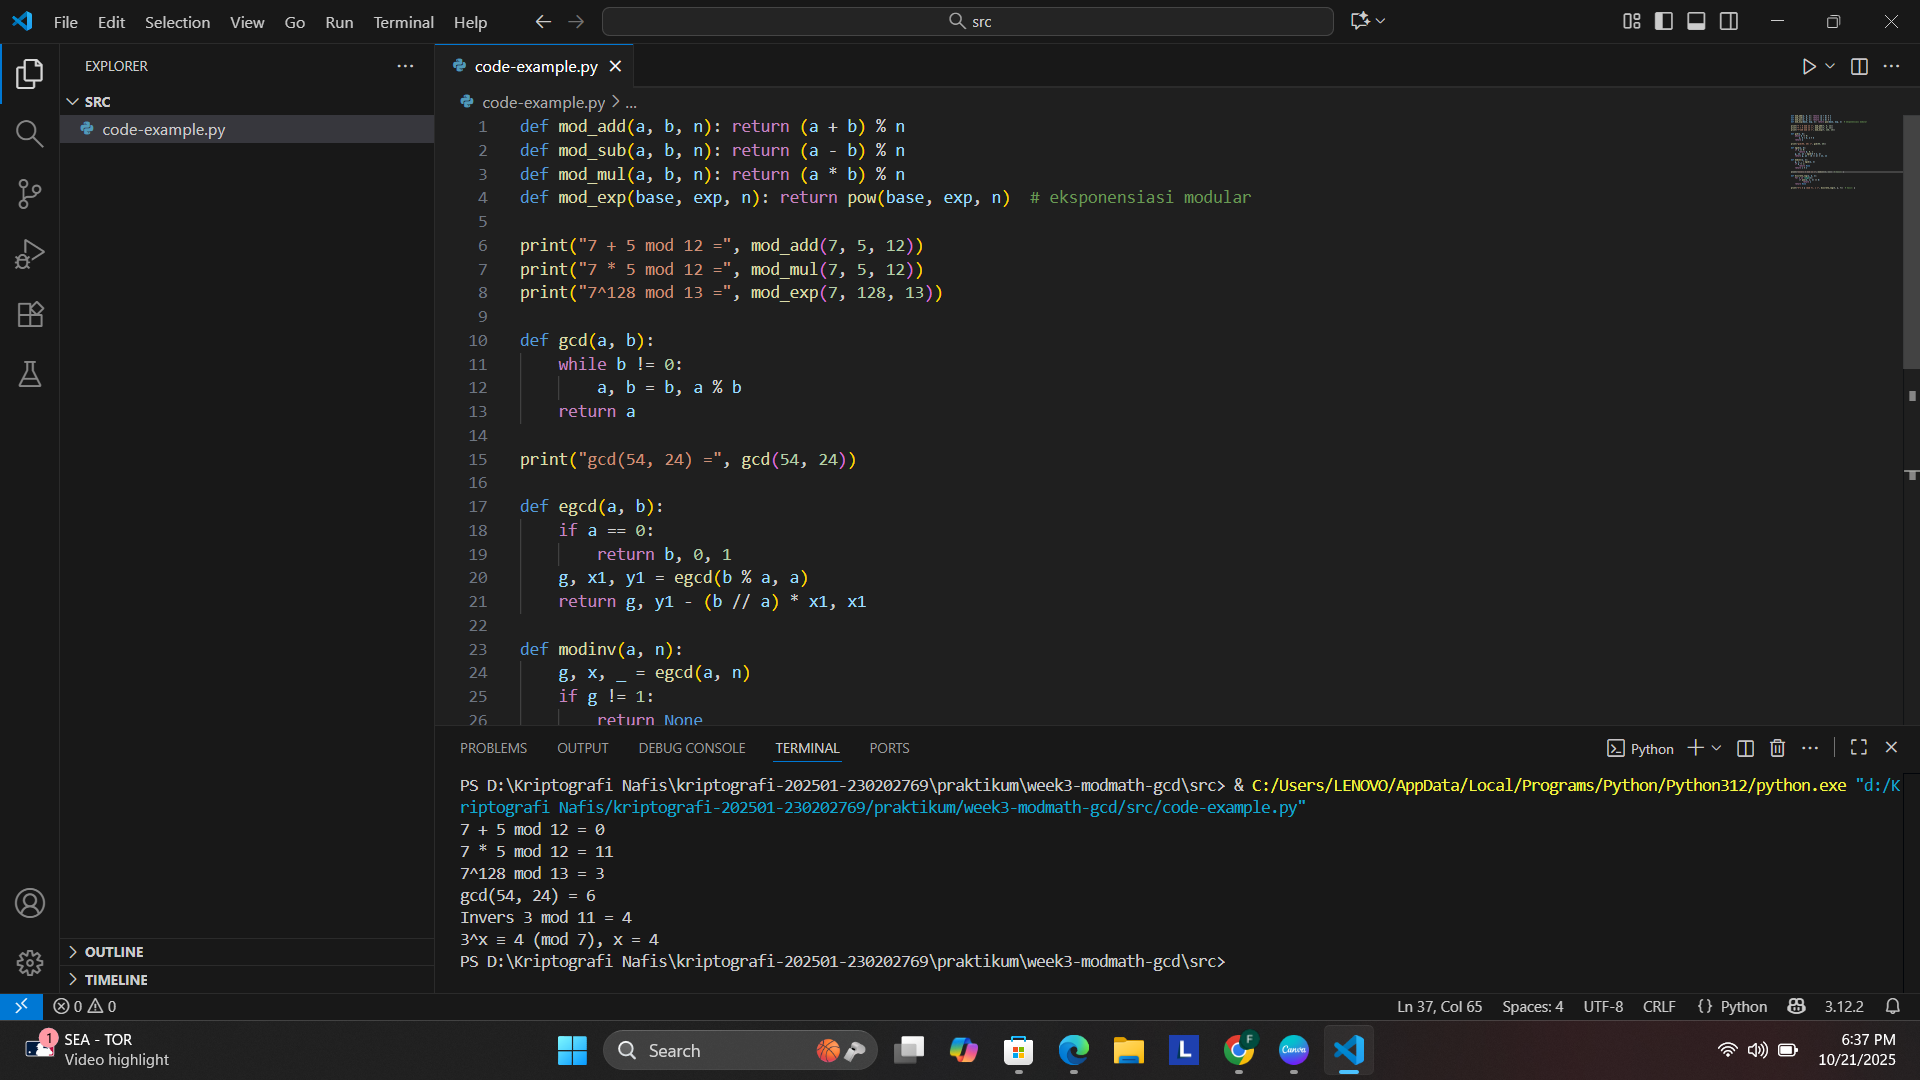 File Edit Selection View Go Run Terminal Help
src
EXPLORER
SRC
code-example.py
OUTLINE
TIMELINE
code-example.py
code-example.py > ...
1 def mod_add(a, b, n): return (a + b) % n
2 def mod_sub(a, b, n): return (a - b) % n
3 def mod_mul(a, b, n): return (a * b) % n
4 def mod_exp(base, exp, n): return pow(base, exp, n)  # eksponensiasi modular
5
6 print("7 + 5 mod 12 =", mod_add(7, 5, 12))
7 print("7 * 5 mod 12 =", mod_mul(7, 5, 12))
8 print("7^128 mod 13 =", mod_exp(7, 128, 13))
9
10 def gcd(a, b):
11     while b != 0:
12         a, b = b, a % b
13     return a
14
15 print("gcd(54, 24) =", gcd(54, 24))
16
17 def egcd(a, b):
18     if a == 0:
19         return b, 0, 1
20     g, x1, y1 = egcd(b % a, a)
21     return g, y1 - (b // a) * x1, x1
22
23 def modinv(a, n):
24     g, x, _ = egcd(a, n)
25     if g != 1:
26         return None
PROBLEMS OUTPUT DEBUG CONSOLE TERMINAL PORTS
Python
PS D:\Kriptografi Nafis\kriptografi-202501-230202769\praktikum\week3-modmath-gcd\src> & C:/Users/LENOVO/AppData/Local/Programs/Python/Python312/python.exe "d:/K
riptografi Nafis/kriptografi-202501-230202769/praktikum/week3-modmath-gcd/src/code-example.py"
7 + 5 mod 12 = 0
7 * 5 mod 12 = 11
7^128 mod 13 = 3
gcd(54, 24) = 6
Invers 3 mod 11 = 4
3^x ≡ 4 (mod 7), x = 4
PS D:\Kriptografi Nafis\kriptografi-202501-230202769\praktikum\week3-modmath-gcd\src>
0 0
Ln 37, Col 65 Spaces: 4 UTF-8 CRLF {} Python 3.12.2
1
SEA - TOR
Video highlight
Search
L
F
Canva
6:37 PM
10/21/2025